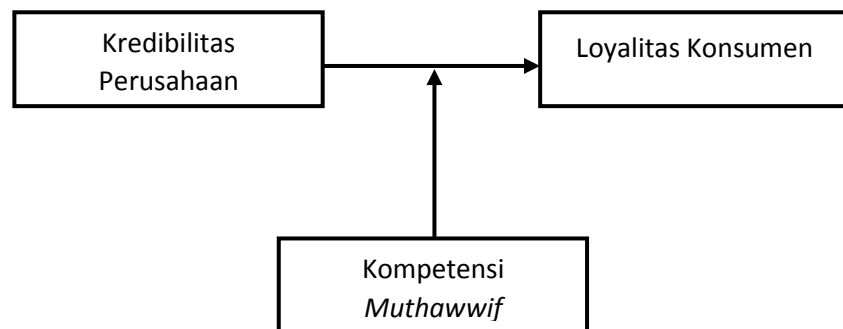 Kredibilitas
Perusahaan
Loyalitas Konsumen
Kompetensi
Muthawwif